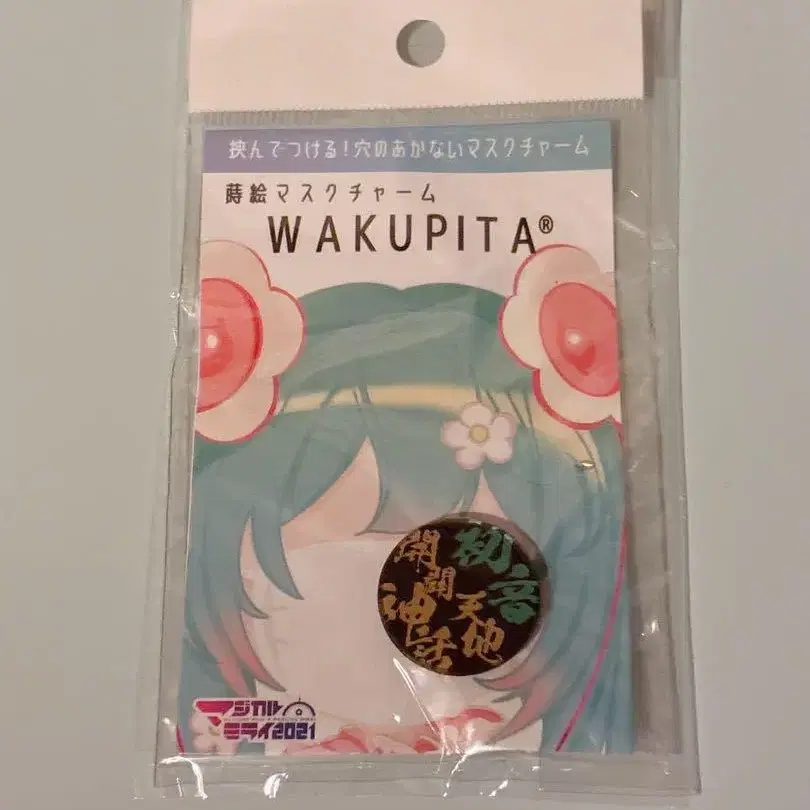 挟んでつける!穴のあかないマスクチャーム
蒔絵マスクチャーム
WAKUPITA®
初音
天地
開闢
神話
マジカル
ミライ2021